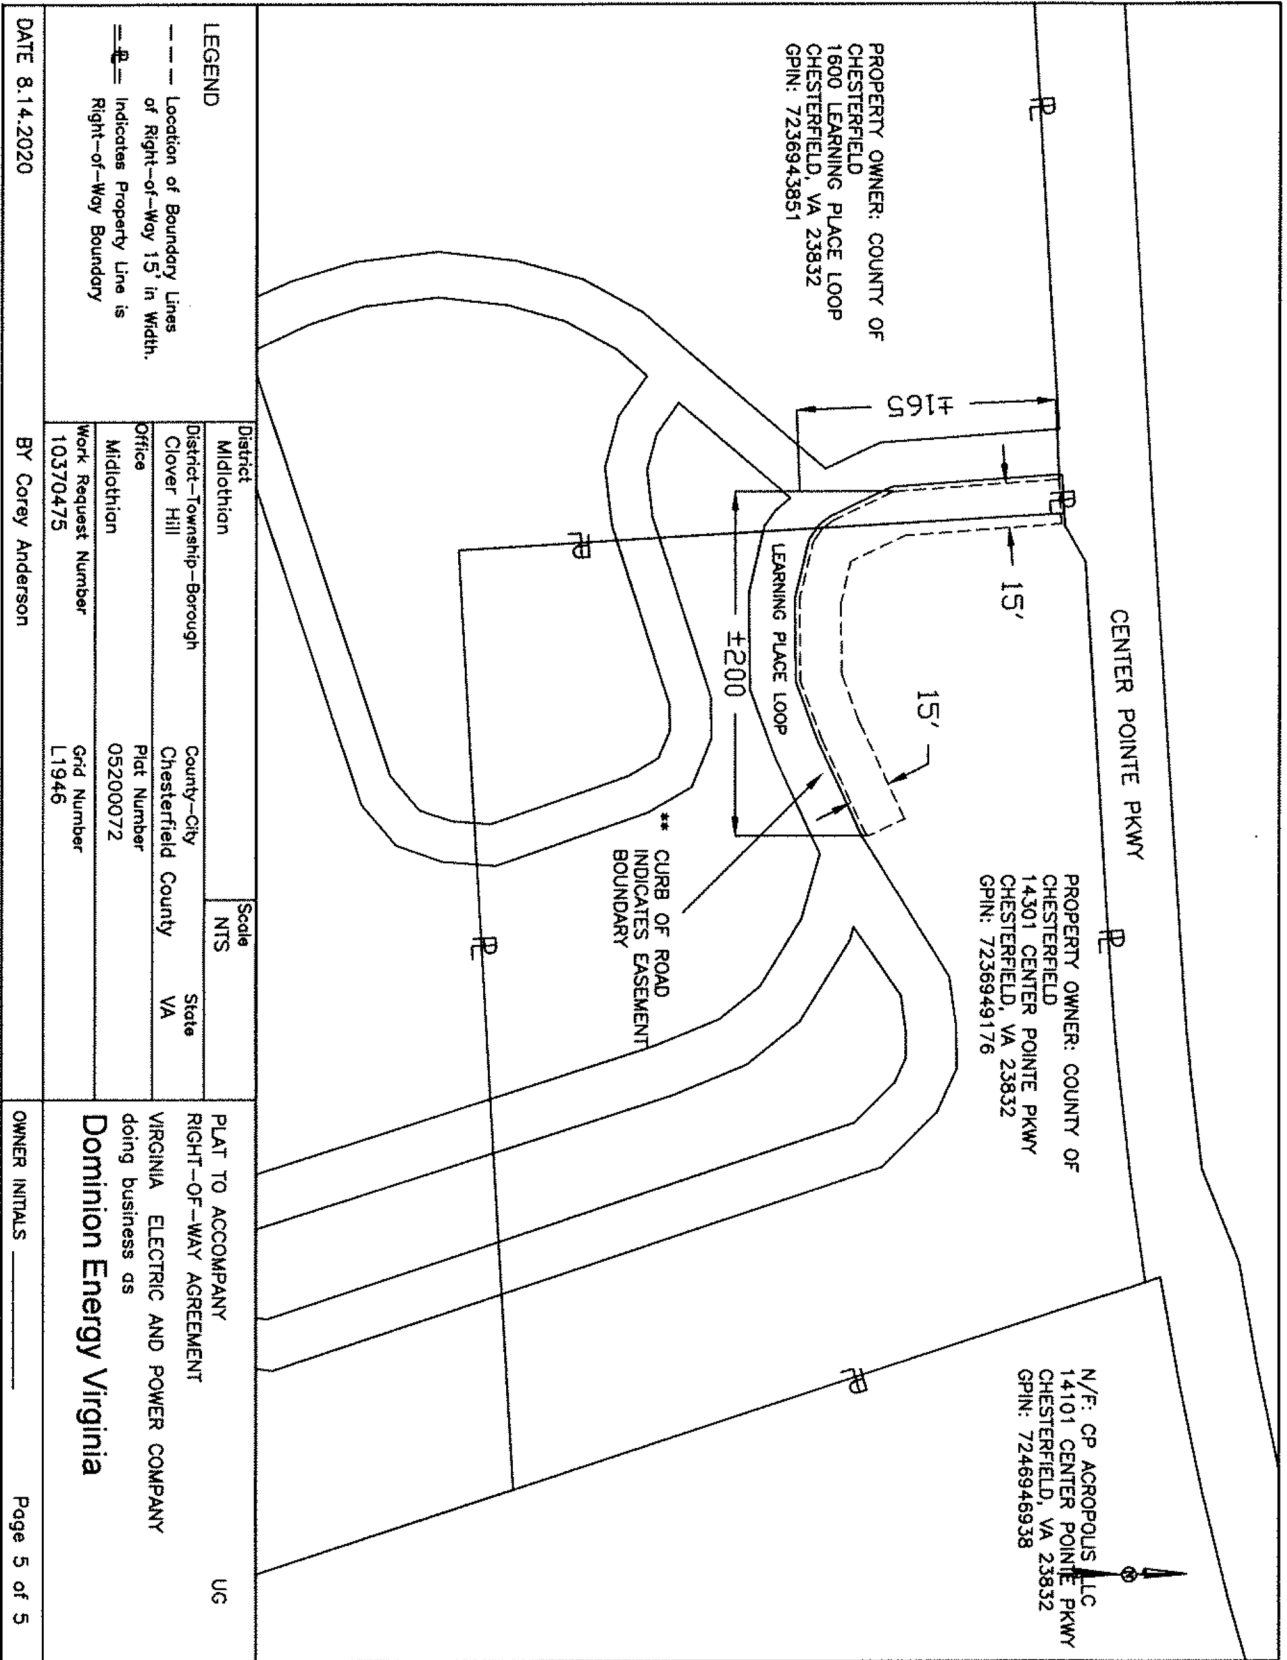 CENTER POINTE PKWY
PROPERTY OWNER: COUNTY OF
CHESTERFIELD
1600 LEARNING PLACE LOOP
CHESTERFIELD, VA 23832
GPIN: 7236943851
PROPERTY OWNER: COUNTY OF
CHESTERFIELD
14301 CENTER POINTE PKWY
CHESTERFIELD, VA 23832
GPIN: 7236949176
N/F: CP ACROPOLIS LLC
14101 CENTER POINTE PKWY
CHESTERFIELD, VA 23832
GPIN: 7246946938
PL
PL
PL
PL
PL
PL
15'
15'
±165
±200
LEARNING PLACE LOOP
** CURB OF ROAD
INDICATES EASEMENT
BOUNDARY
LEGEND
Location of Boundary Lines
of Right-of-Way 15' in Width.
PL Indicates Property Line is
Right-of-Way Boundary
District
Midlothian
Scale
NTS
District-Township-Borough
Clover Hill
County-City
Chesterfield County
State
VA
Office
Midlothian
Plat Number
05200072
Work Request Number
10370475
Grid Number
L1946
PLAT TO ACCOMPANY
RIGHT-OF-WAY AGREEMENT
UG
VIRGINIA ELECTRIC AND POWER COMPANY
doing business as
Dominion Energy Virginia
DATE 8.14.2020
BY Corey Anderson
OWNER INITIALS
Page 5 of 5